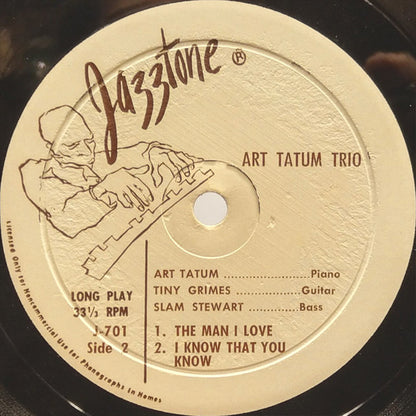 Jazztone ®
ART TATUM TRIO
ART TATUM ......................Piano
TINY GRIMES .................Guitar
SLAM STEWART .............Bass
LONG PLAY
33⅓ RPM
J-701
Side 2
1. THE MAN I LOVE
2. I KNOW THAT YOU
KNOW
Licensed Only for Noncommercial Use for Phonographs in Homes